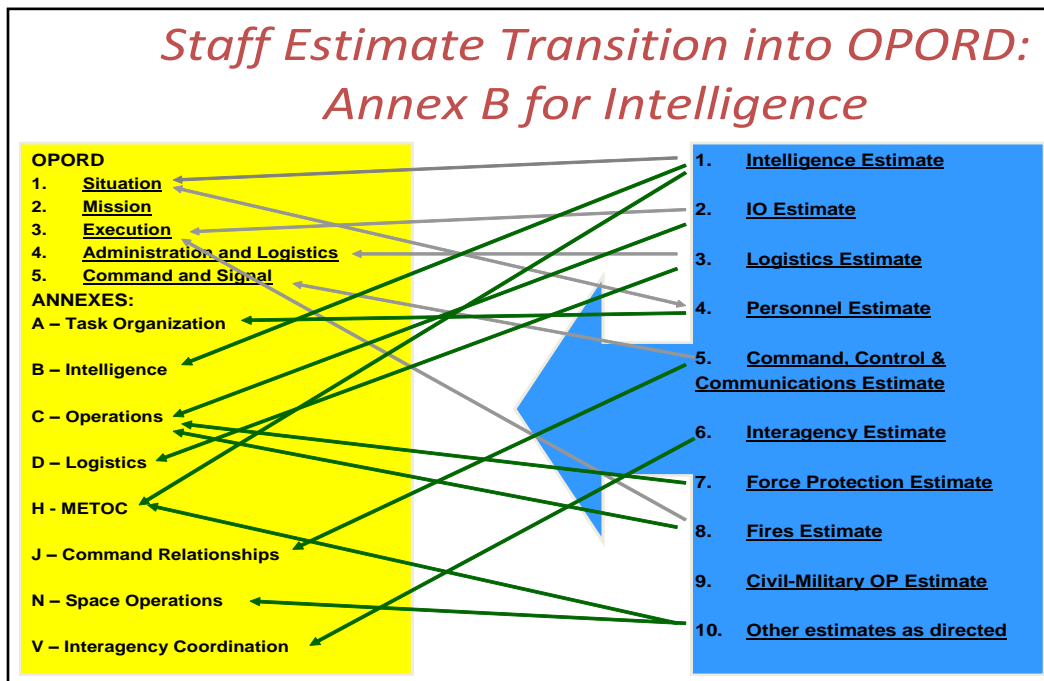 Staff Estimate Transition into OPORD:
Annex B for Intelligence
OPORD
1. Situation
2. Mission
3. Execution
4. Administration and Logistics
5. Command and Signal
ANNEXES:
A – Task Organization
B – Intelligence
C – Operations
D – Logistics
H - METOC
J – Command Relationships
N – Space Operations
V – Interagency Coordination
1. Intelligence Estimate
2. IO Estimate
3. Logistics Estimate
4. Personnel Estimate
5. Command, Control &
Communications Estimate
6. Interagency Estimate
7. Force Protection Estimate
8. Fires Estimate
9. Civil-Military OP Estimate
10. Other estimates as directed